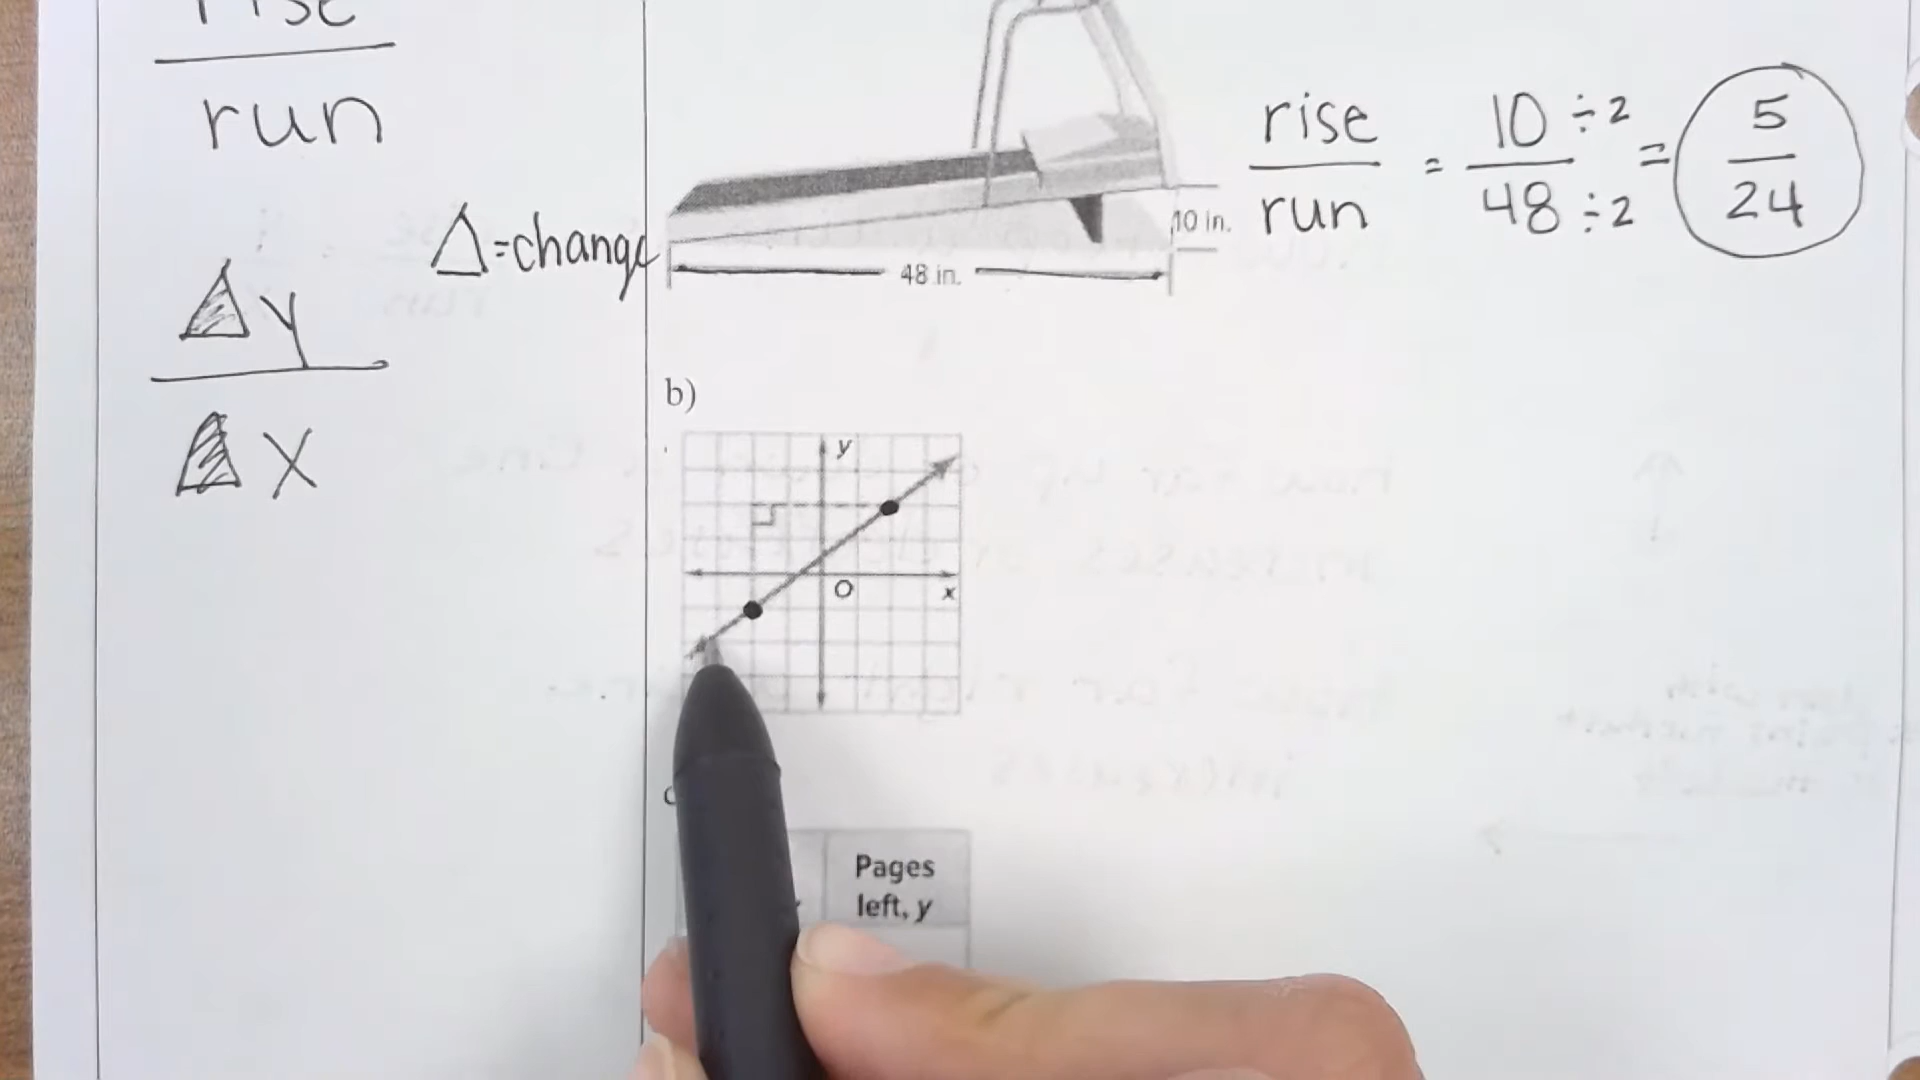 rise
run
Δ=change
Δy
Δx
10 in.
48 in.
rise
run
= 10 ÷2
48 ÷2
= 5
24
b)
y
O
x
Pages
left, y